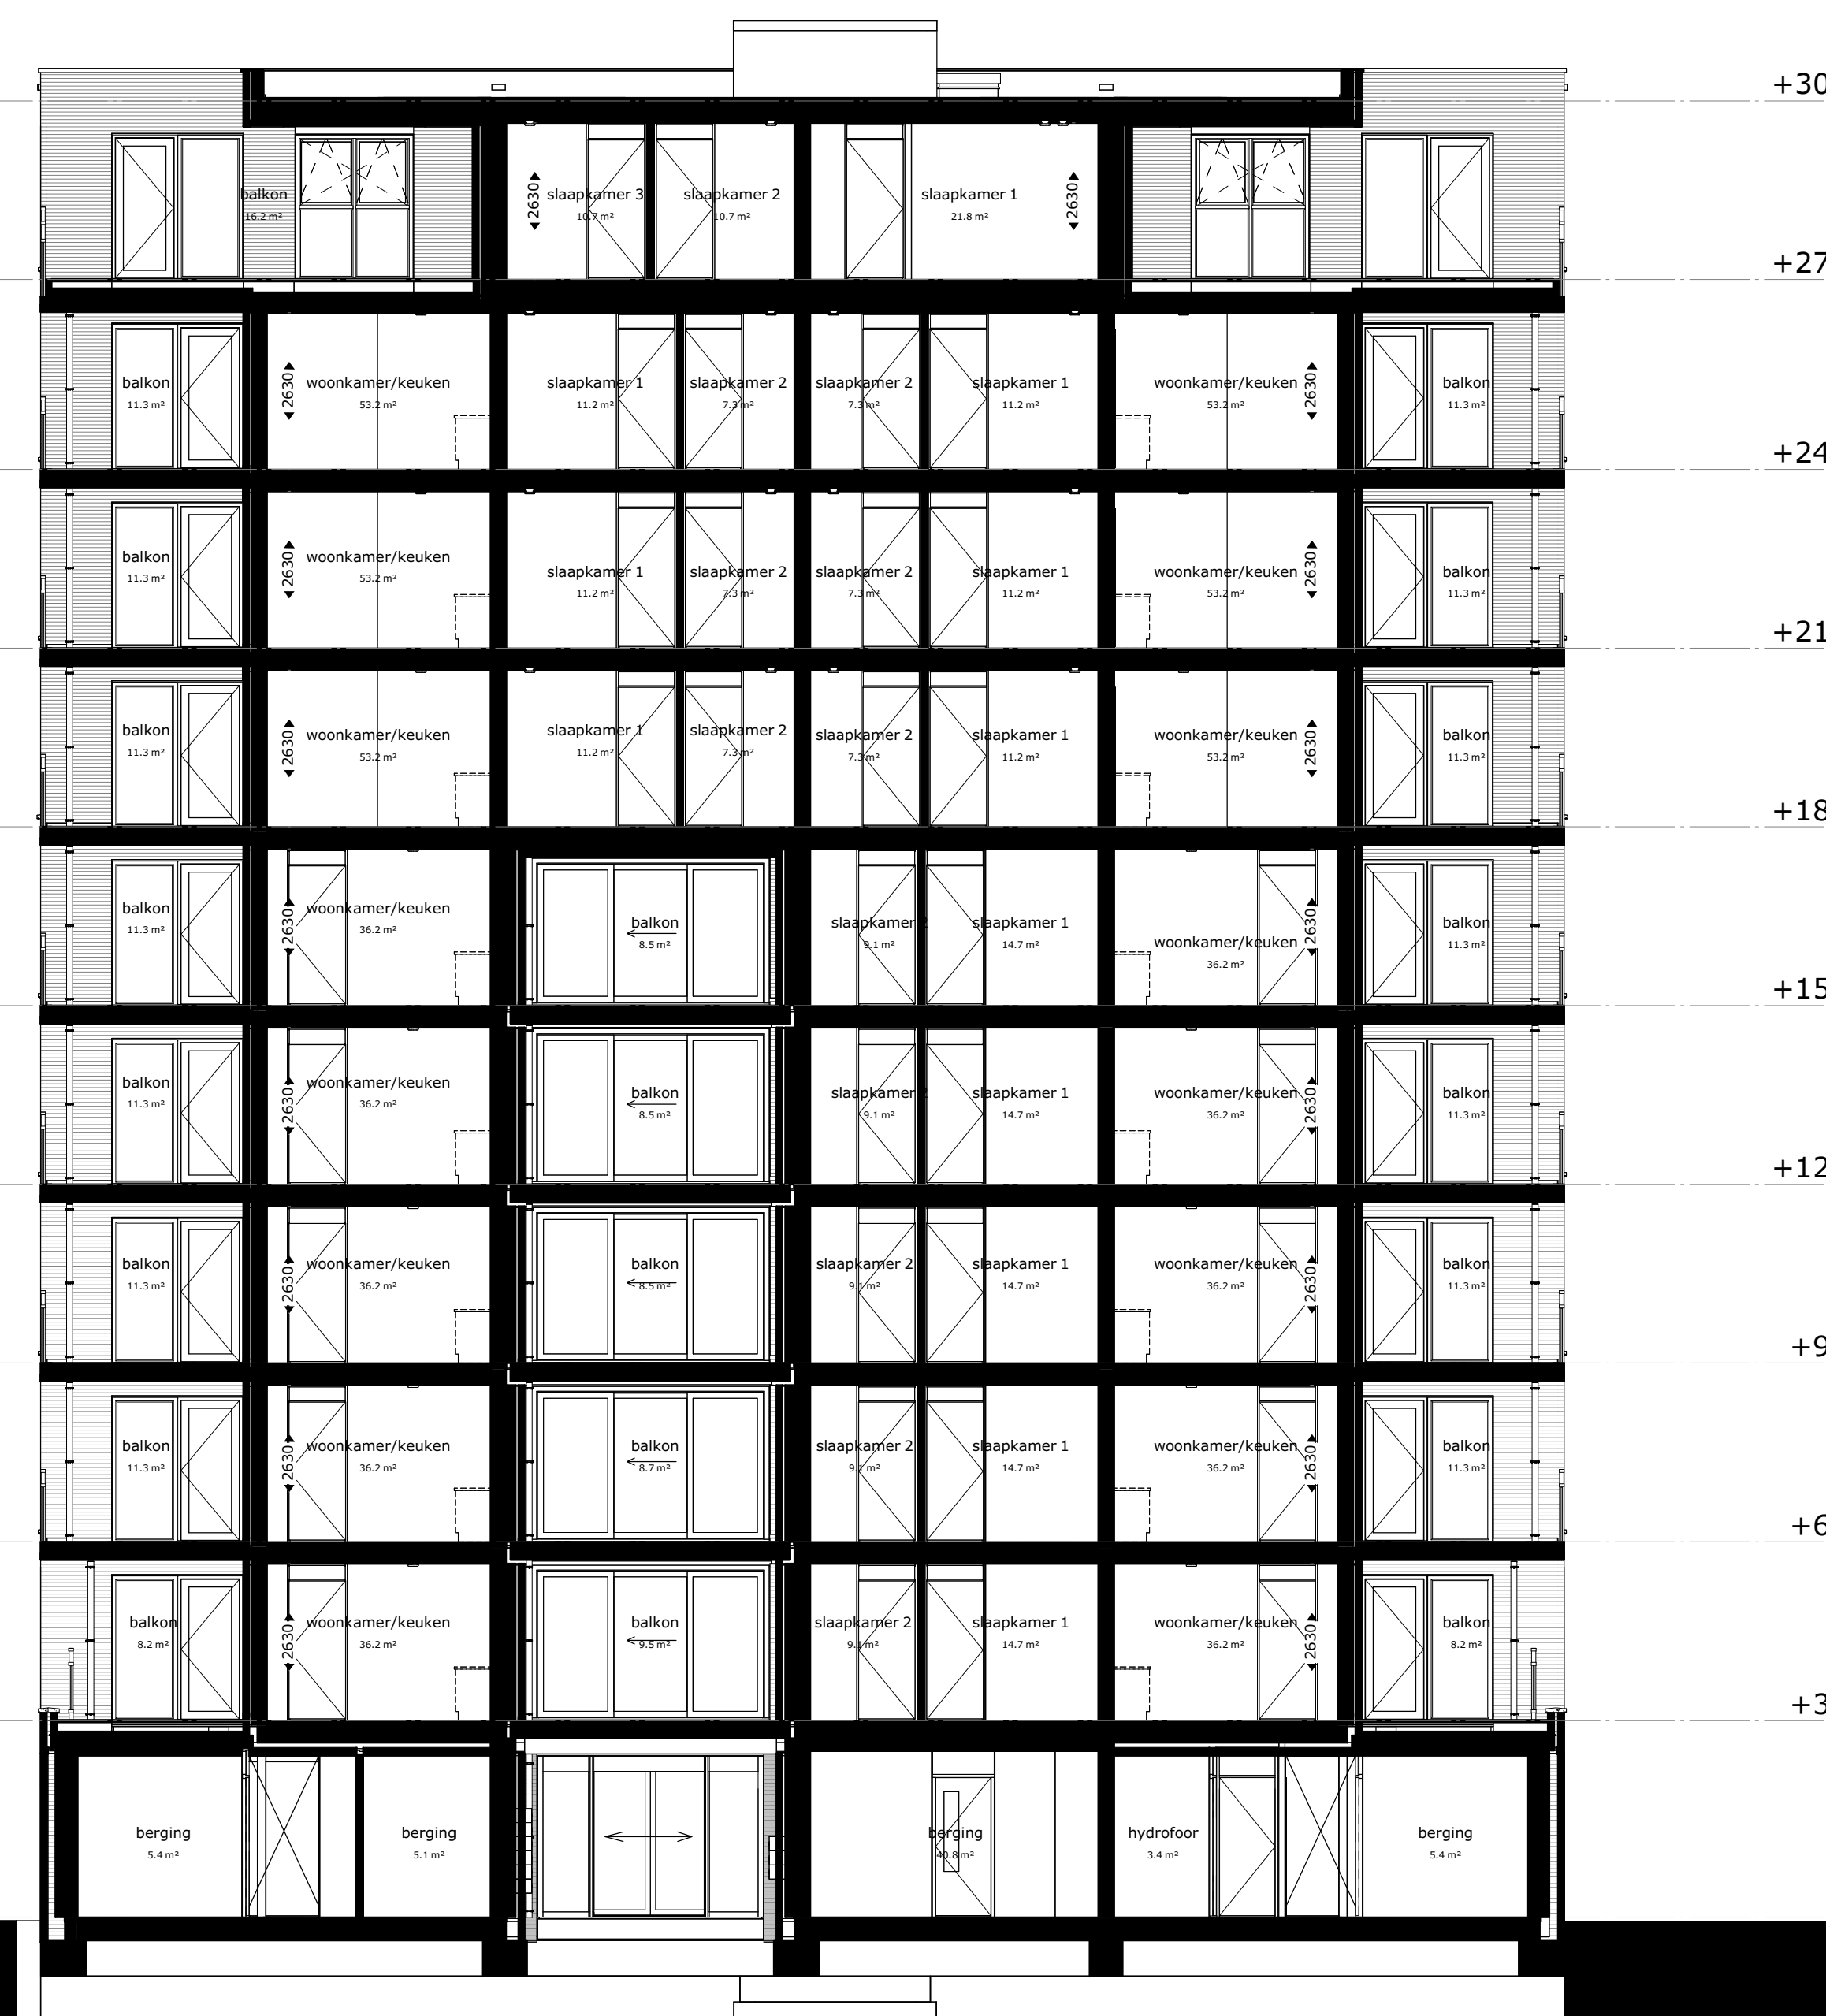 +30
balkon
16.2 m²
2630
slaapkamer 3
10.7 m²
slaapkamer 2
10.7 m²
slaapkamer 1
21.8 m²
2630
+27
balkon
11.3 m²
2630
woonkamer/keuken
53.2 m²
slaapkamer 1
11.2 m²
slaapkamer 2
7.3 m²
slaapkamer 2
7.3 m²
slaapkamer 1
11.2 m²
woonkamer/keuken
53.2 m²
2630
balkon
11.3 m²
+24
balkon
11.3 m²
2630
woonkamer/keuken
53.2 m²
slaapkamer 1
11.2 m²
slaapkamer 2
7.3 m²
slaapkamer 2
7.3 m²
slaapkamer 1
11.2 m²
woonkamer/keuken
53.2 m²
2630
balkon
11.3 m²
+21
balkon
11.3 m²
2630
woonkamer/keuken
53.2 m²
slaapkamer 1
11.2 m²
slaapkamer 2
7.3 m²
slaapkamer 2
7.3 m²
slaapkamer 1
11.2 m²
woonkamer/keuken
53.2 m²
2630
balkon
11.3 m²
+18
balkon
11.3 m²
2630
woonkamer/keuken
36.2 m²
balkon
8.5 m²
slaapkamer
9.1 m²
slaapkamer 1
14.7 m²
woonkamer/keuken
36.2 m²
2630
balkon
11.3 m²
+15
balkon
11.3 m²
2630
woonkamer/keuken
36.2 m²
balkon
8.5 m²
slaapkamer
9.1 m²
slaapkamer 1
14.7 m²
woonkamer/keuken
36.2 m²
2630
balkon
11.3 m²
+12
balkon
11.3 m²
2630
woonkamer/keuken
36.2 m²
balkon
8.5 m²
slaapkamer 2
9.1 m²
slaapkamer 1
14.7 m²
woonkamer/keuken
36.2 m²
2630
balkon
11.3 m²
+9
balkon
11.3 m²
2630
woonkamer/keuken
36.2 m²
balkon
8.7 m²
slaapkamer 2
9.1 m²
slaapkamer 1
14.7 m²
woonkamer/keuken
36.2 m²
2630
balkon
11.3 m²
+6
balkon
8.2 m²
2630
woonkamer/keuken
36.2 m²
balkon
9.5 m²
slaapkamer 2
9.1 m²
slaapkamer 1
14.7 m²
woonkamer/keuken
36.2 m²
2630
balkon
8.2 m²
+3
berging
5.4 m²
berging
5.1 m²
berging
40.8 m²
hydrofoor
3.4 m²
berging
5.4 m²